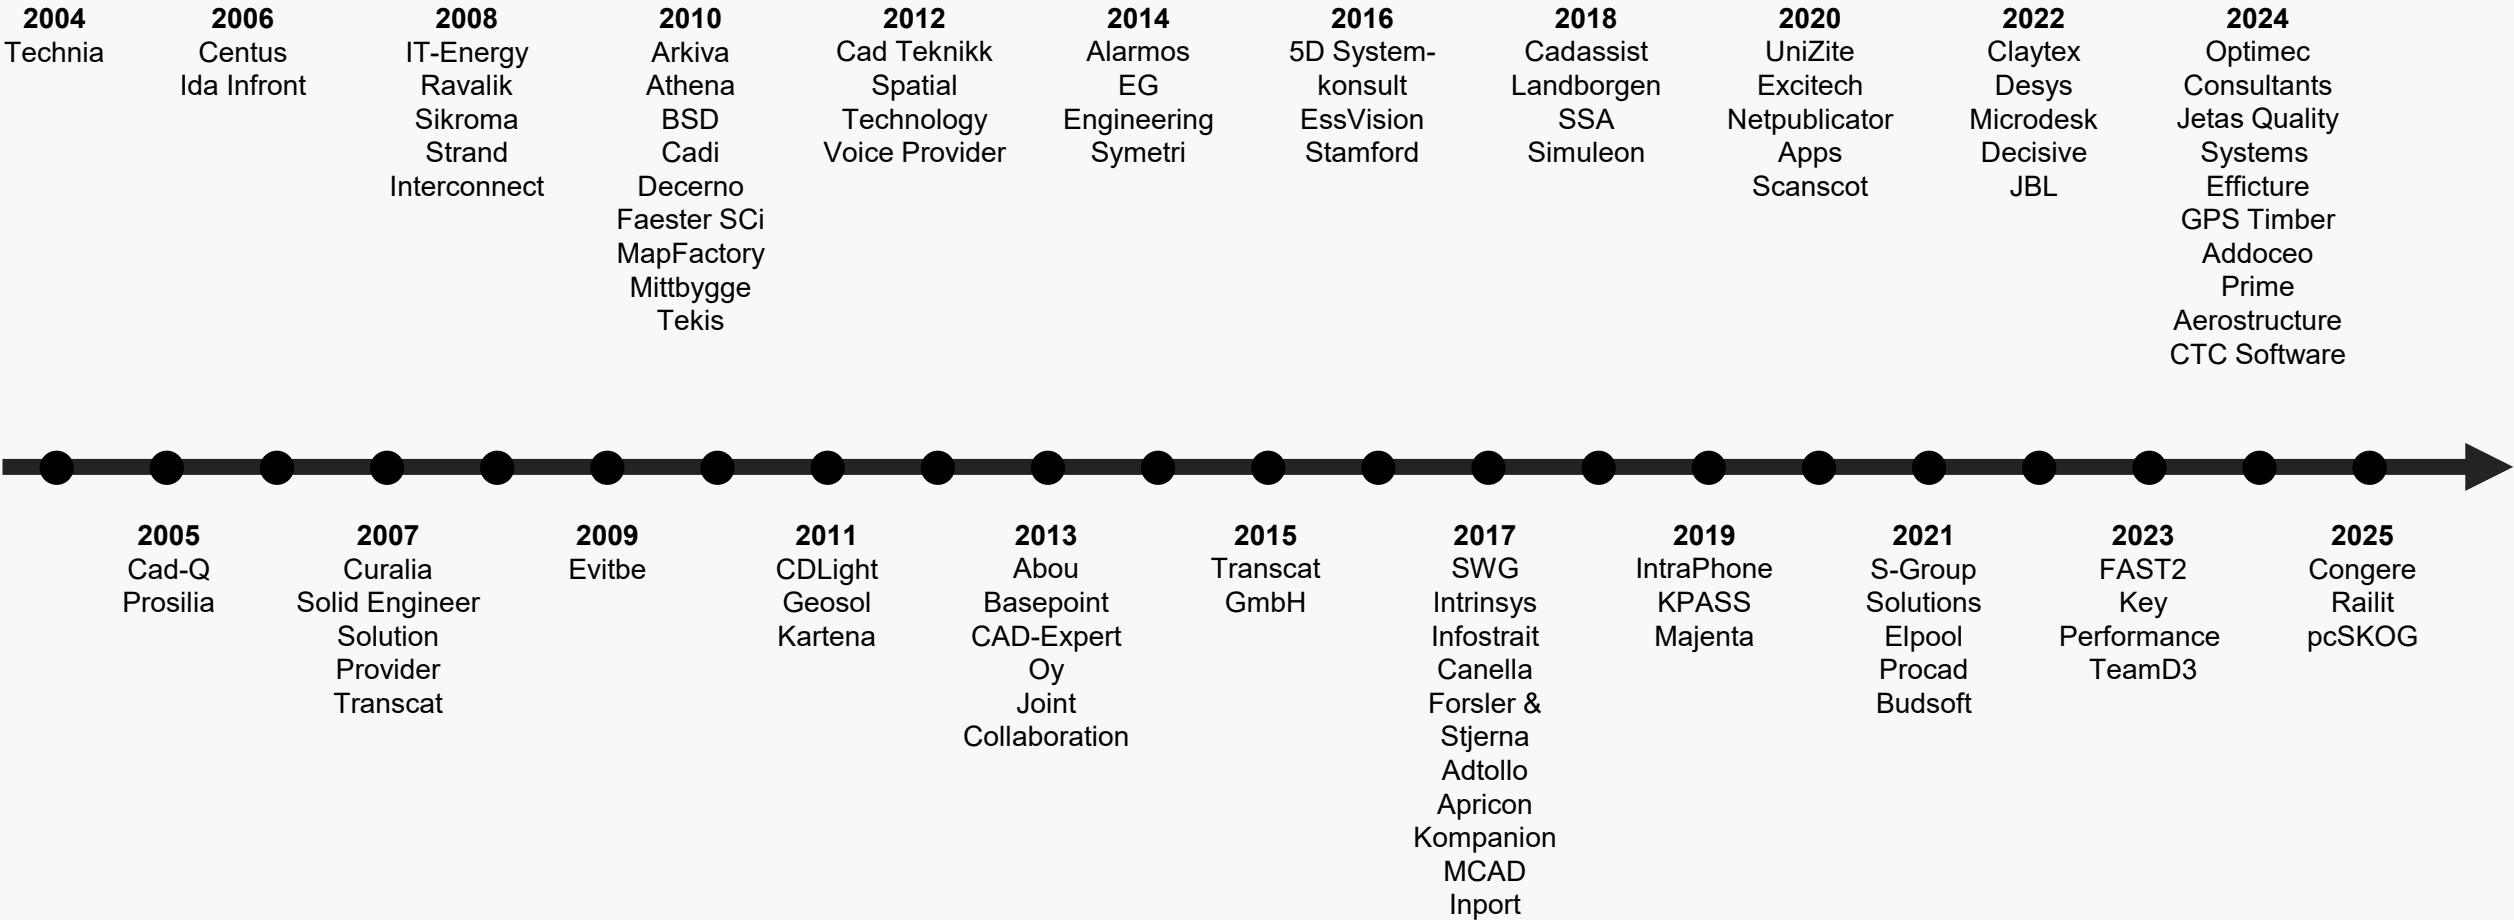 2004
Technia
2006
Centus
Ida Infront
2008
IT-Energy
Ravalik
Sikroma
Strand
Interconnect
2010
Arkiva
Athena
BSD
Cadi
Decerno
Faester SCi
MapFactory
Mittbygge
Tekis
2012
Cad Teknikk
Spatial
Technology
Voice Provider
2014
Alarmos
EG
Engineering
Symetri
2016
5D System-
konsult
EssVision
Stamford
2018
Cadassist
Landborgen
SSA
Simuleon
2020
UniZite
Excitech
Netpublicator
Apps
Scanscot
2022
Claytex
Desys
Microdesk
Decisive
JBL
2024
Optimec
Consultants
Jetas Quality
Systems
Efficture
GPS Timber
Addoceo
Prime
Aerostructure
CTC Software
2005
Cad-Q
Prosilia
2007
Curalia
Solid Engineer
Solution
Provider
Transcat
2009
Evitbe
2011
CDLight
Geosol
Kartena
2013
Abou
Basepoint
CAD-Expert
Oy
Joint
Collaboration
2015
Transcat
GmbH
2017
SWG
Intrinsys
Infostrait
Canella
Forsler &
Stjerna
Adtollo
Apricon
Kompanion
MCAD
Inport
2019
IntraPhone
KPASS
Majenta
2021
S-Group
Solutions
Elpool
Procad
Budsoft
2023
FAST2
Key
Performance
TeamD3
2025
Congere
Railit
pcSKOG